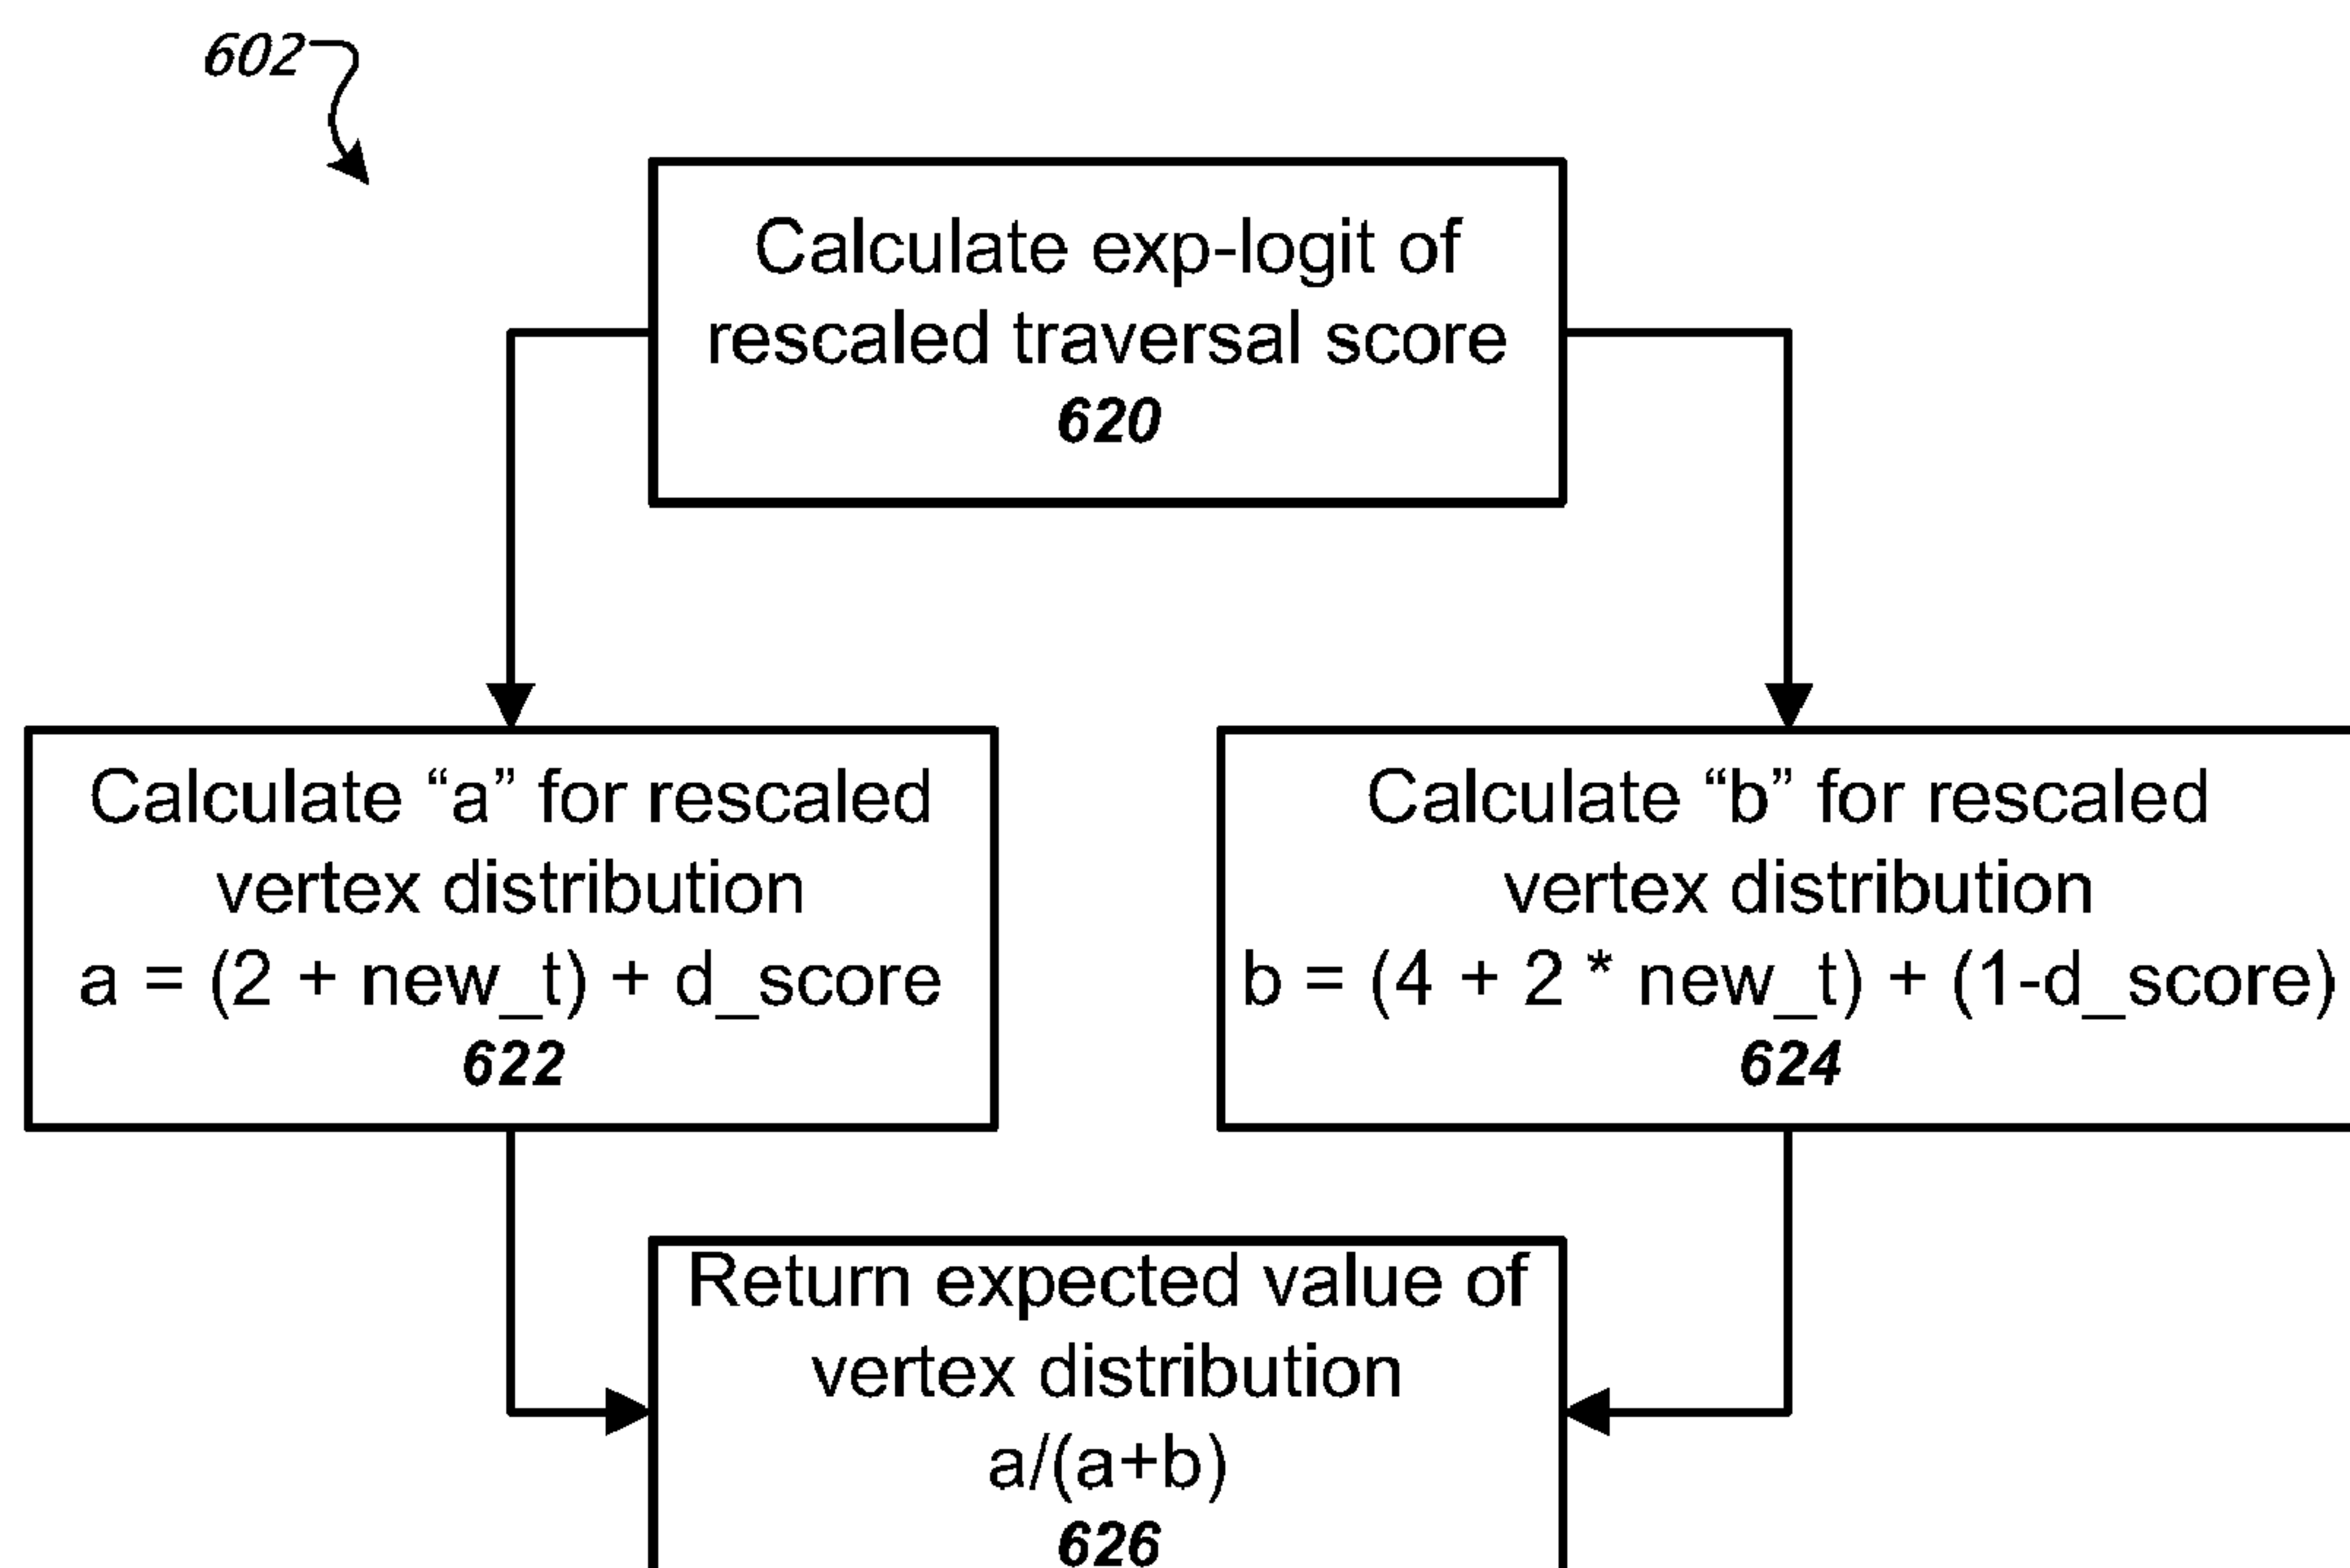 602
Calculate exp-logit of
rescaled traversal score
620
Calculate “a” for rescaled
vertex distribution
a = (2 + new_t) + d_score
622
Calculate “b” for rescaled
vertex distribution
b = (4 + 2 * new_t) + (1-d_score)
624
Return expected value of
vertex distribution
a/(a+b)
626